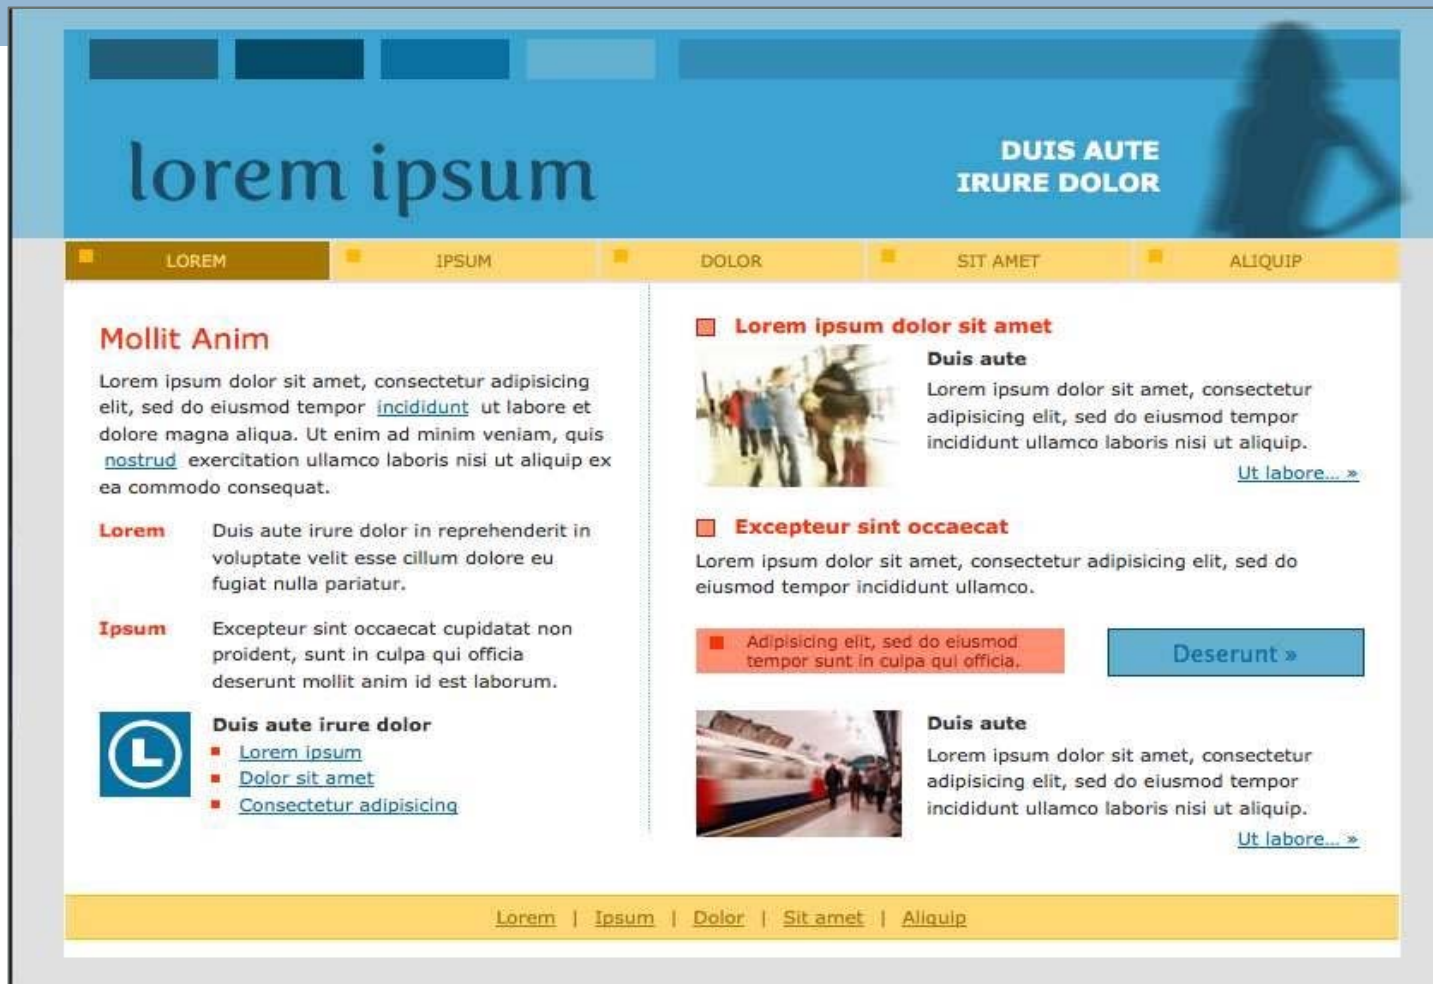 lorem ipsum
DUIS AUTE
IRURE DOLOR
LOREM
IPSUM
DOLOR
SIT AMET
ALIQUIP
Mollit Anim
Lorem ipsum dolor sit amet, consectetur adipisicing
elit, sed do eiusmod tempor incididunt ut labore et
dolore magna aliqua. Ut enim ad minim veniam, quis
nostrud exercitation ullamco laboris nisi ut aliquip ex
ea commodo consequat.
Lorem Duis aute irure dolor in reprehenderit in
voluptate velit esse cillum dolore eu
fugiat nulla pariatur.
Ipsum Excepteur sint occaecat cupidatat non
proident, sunt in culpa qui officia
deserunt mollit anim id est laborum.
L
Duis aute irure dolor
Lorem ipsum
Dolor sit amet
Consectetur adipisicing
Lorem ipsum dolor sit amet
Duis aute
Lorem ipsum dolor sit amet, consectetur
adipisicing elit, sed do eiusmod tempor
incididunt ullamco laboris nisi ut aliquip.
Ut labore... »
Excepteur sint occaecat
Lorem ipsum dolor sit amet, consectetur adipisicing elit, sed do
eiusmod tempor incididunt ullamco.
Adipisicing elit, sed do eiusmod
tempor sunt in culpa qui officia.
Deserunt »
Duis aute
Lorem ipsum dolor sit amet, consectetur
adipisicing elit, sed do eiusmod tempor
incididunt ullamco laboris nisi ut aliquip.
Ut labore... »
Lorem | Ipsum | Dolor | Sit amet | Aliquip